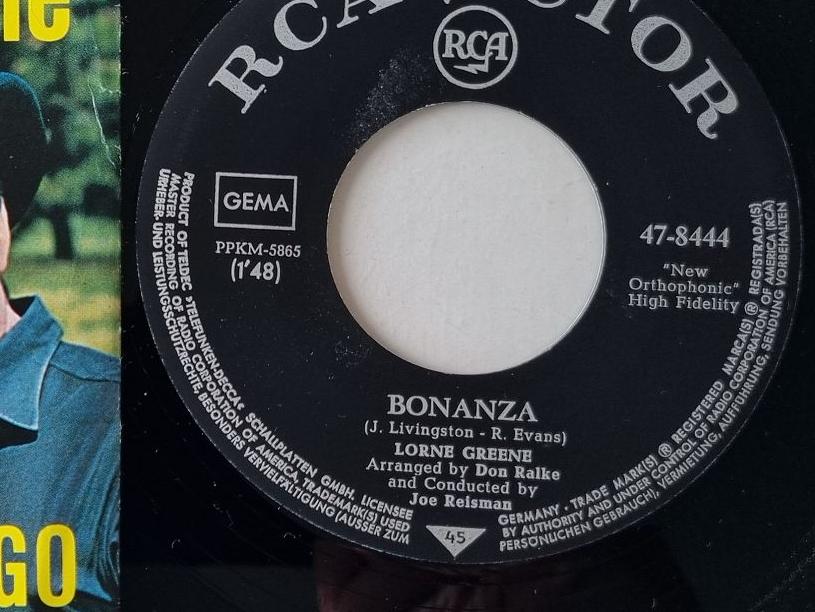 ne
RCA VICTOR
RCA
GEMA
PPKM-5865
(1'48)
47-8444
"New
Orthophonic"
High Fidelity
BONANZA
(J. Livingston - R. Evans)
LORNE GREENE
Arranged by Don Ralke
and Conducted by
Joe Reisman
45
PRODUCT OF TELDEC »TELEFUNKEN-DECCA« SCHALLPLATTEN GMBH. LICENSEE
MASTER RECORDING OF RADIO CORPORATION OF AMERICA, TRADEMARK(S) USED
URHEBER- UND LEISTUNGSSCHUTZRECHTE, BESONDERS VERVIELFÄLTIGUNG (AUSSER ZUM
GERMANY · TRADE MARK(S) ® REGISTERED MARCA(S) ® REGISTRADA(S)
BY AUTHORITY AND UNDER CONTROL OF RADIO CORPORATION OF AMERICA (RCA)
PERSÖNLICHEN GEBRAUCH), VERMIETUNG, AUFFÜHRUNG, SENDUNG VORBEHALTEN
GO